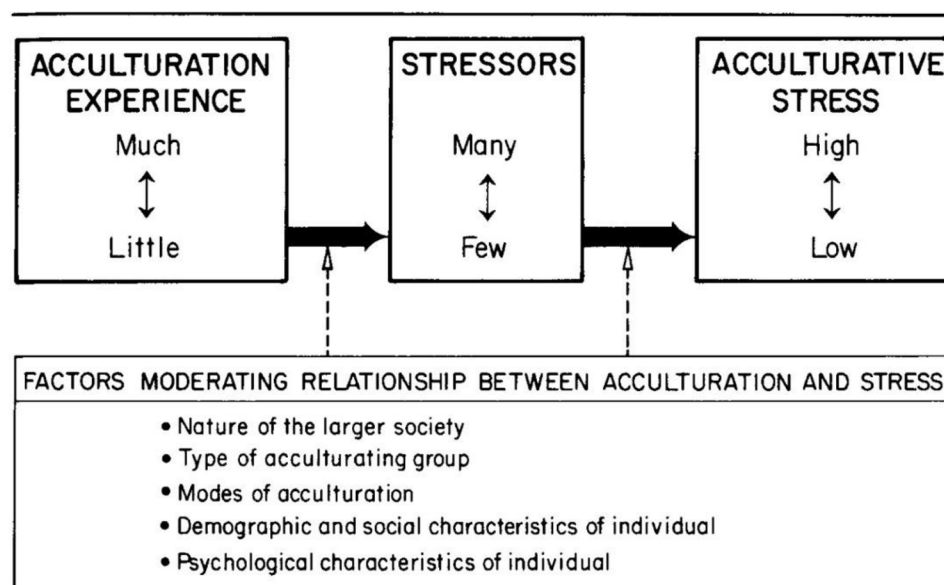 ACCULTURATION
EXPERIENCE
Much
Little
STRESSORS
Many
Few
ACCULTURATIVE
STRESS
High
Low
FACTORS MODERATING RELATIONSHIP BETWEEN ACCULTURATION AND STRESS
• Nature of the larger society
• Type of acculturating group
• Modes of acculturation
• Demographic and social characteristics of individual
• Psychological characteristics of individual